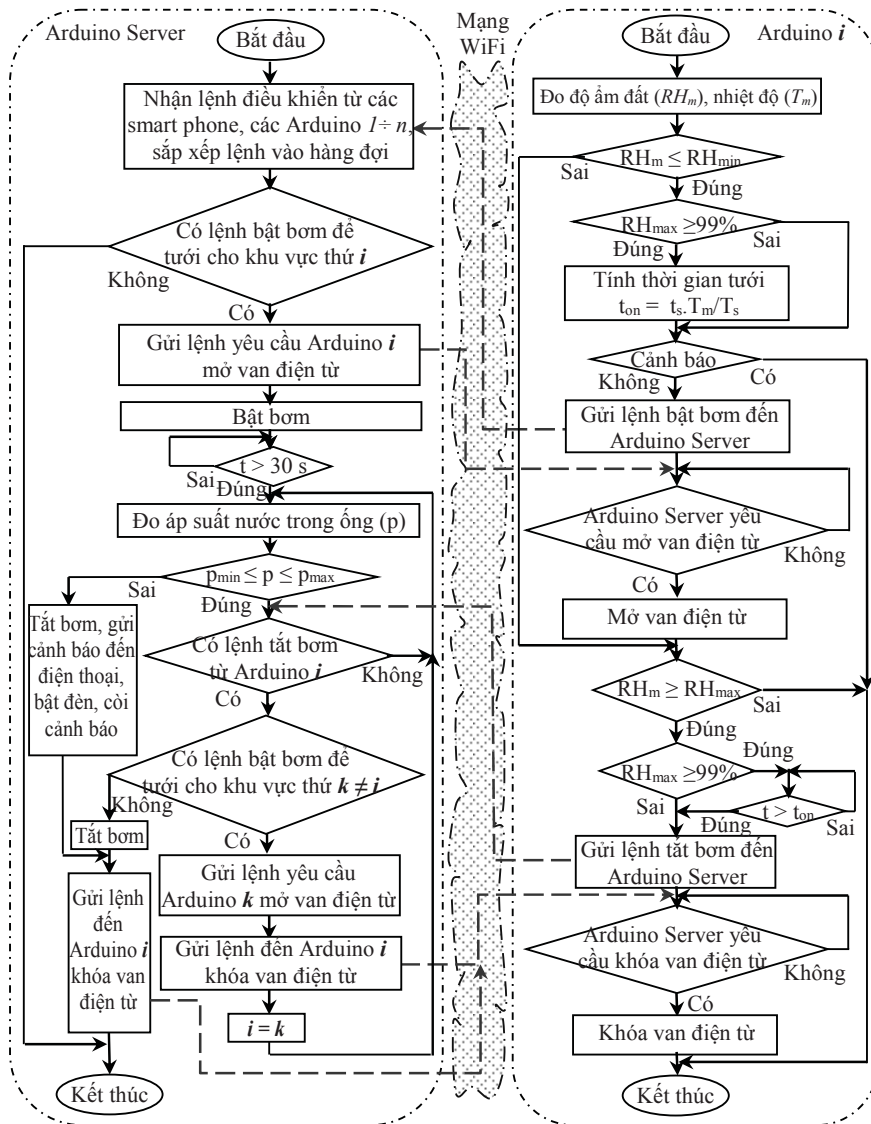 Arduino Server
Bắt đầu
Nhận lệnh điều khiển từ các
smart phone, các Arduino 1÷ n,
sắp xếp lệnh vào hàng đợi
Có lệnh bật bơm để
tưới cho khu vực thứ i
Không
Có
Gửi lệnh yêu cầu Arduino i
mở van điện từ
Bật bơm
t > 30 s
Sai
Đúng
Đo áp suất nước trong ống (p)
pmin ≤ p ≤ pmax
Sai
Đúng
Tắt bơm, gửi
cảnh báo đến
điện thoại,
bật đèn, còi
cảnh báo
Có lệnh tắt bơm
từ Arduino i
Không
Có
Có lệnh bật bơm để
tưới cho khu vực thứ k ≠ i
Không
Có
Tắt bơm
Gửi lệnh yêu cầu
Arduino k mở van điện từ
Gửi lệnh
đến
Arduino i
khóa van
điện từ
Gửi lệnh đến Arduino i
khóa van điện từ
i = k
Kết thúc
Mạng
WiFi
Arduino i
Bắt đầu
Đo độ ẩm đất (RHm), nhiệt độ (Tm)
RHm ≤ RHmin
Sai
Đúng
RHmax ≥99%
Sai
Đúng
Tính thời gian tưới
ton = ts.Tm/Ts
Cảnh báo
Không
Có
Gửi lệnh bật bơm đến
Arduino Server
Arduino Server yêu
cầu mở van điện từ
Không
Có
Mở van điện từ
RHm ≥ RHmax
Sai
Đúng
RHmax ≥99%
Đúng
Sai
t > ton
Đúng
Sai
Gửi lệnh tắt bơm đến
Arduino Server
Arduino Server yêu
cầu khóa van điện từ
Không
Có
Khóa van điện từ
Kết thúc